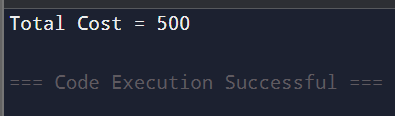 Total Cost = 500
=== Code Execution Successful ===